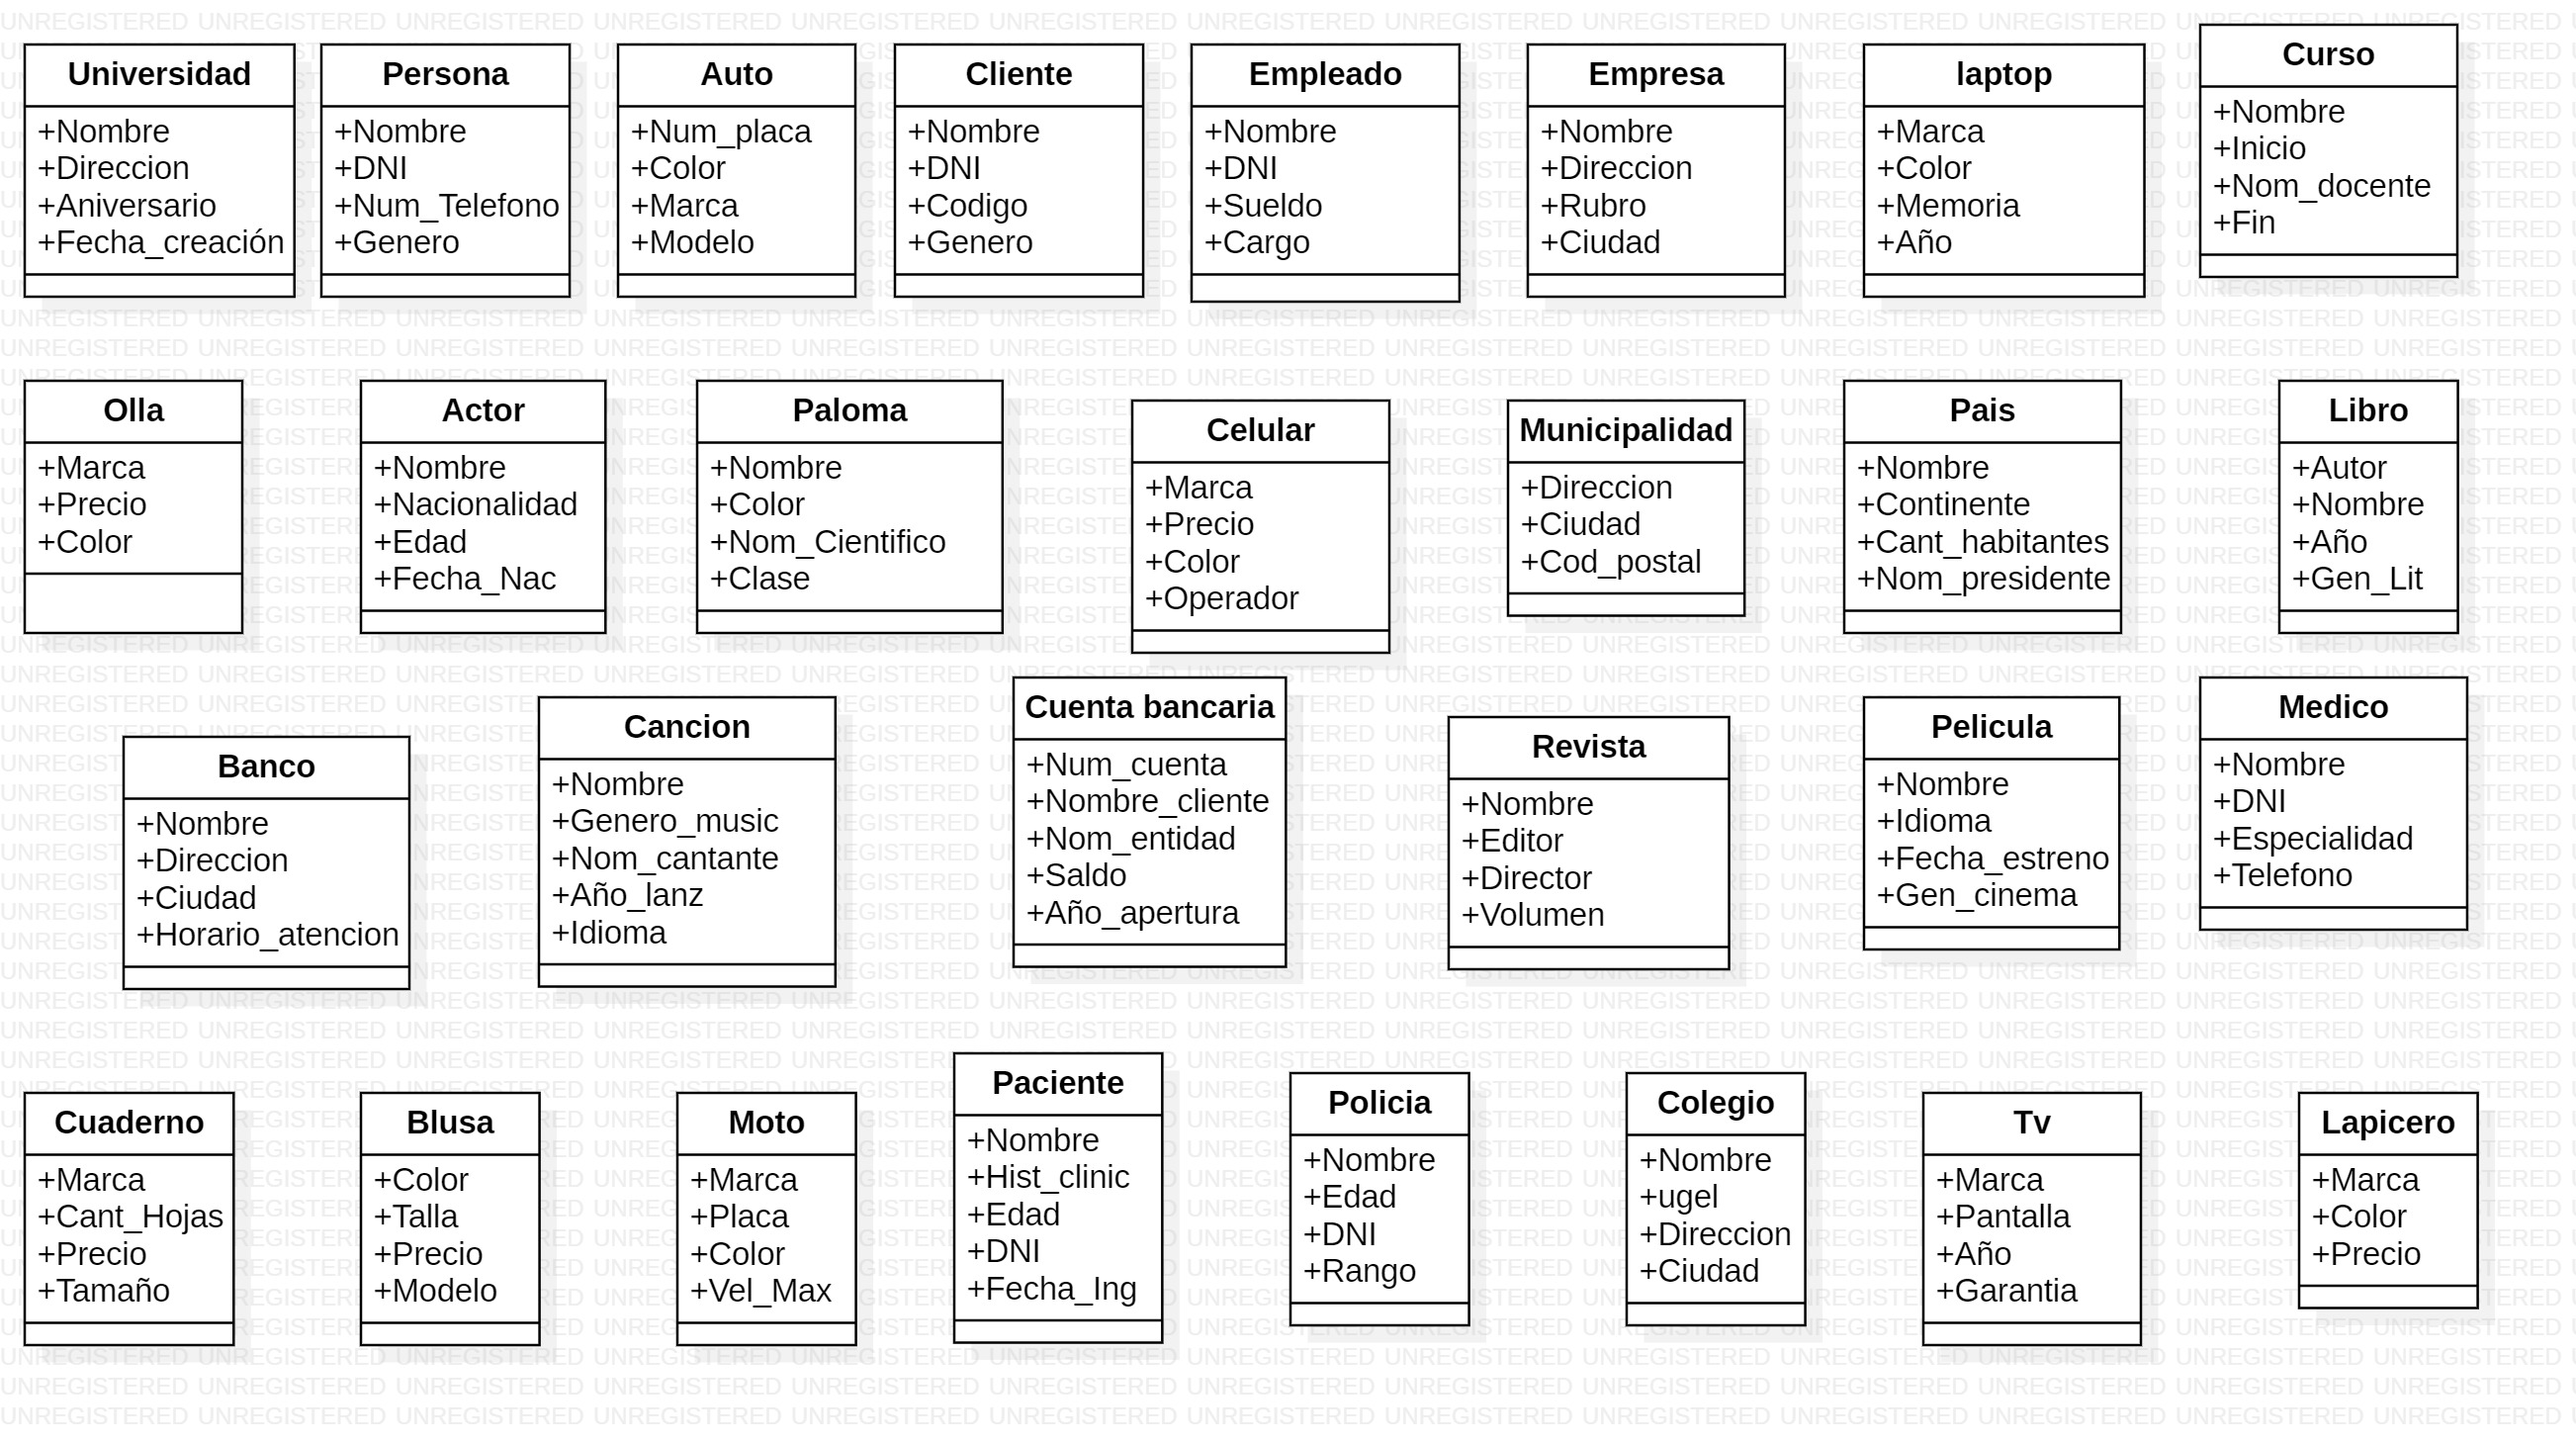 Universidad
+Nombre
+Direccion
+Aniversario
+Fecha_creación
Persona
+Nombre
+DNI
+Num_Telefono
+Genero
Auto
+Num_placa
+Color
+Marca
+Modelo
Cliente
+Nombre
+DNI
+Codigo
+Genero
Empleado
+Nombre
+DNI
+Sueldo
+Cargo
Empresa
+Nombre
+Direccion
+Rubro
+Ciudad
laptop
+Marca
+Color
+Memoria
+Año
Curso
+Nombre
+Inicio
+Nom_docente
+Fin
Olla
+Marca
+Precio
+Color
Actor
+Nombre
+Nacionalidad
+Edad
+Fecha_Nac
Paloma
+Nombre
+Color
+Nom_Cientifico
+Clase
Celular
+Marca
+Precio
+Color
+Operador
Municipalidad
+Direccion
+Ciudad
+Cod_postal
Pais
+Nombre
+Continente
+Cant_habitantes
+Nom_presidente
Libro
+Autor
+Nombre
+Año
+Gen_Lit
Banco
+Nombre
+Direccion
+Ciudad
+Horario_atencion
Cancion
+Nombre
+Genero_music
+Nom_cantante
+Año_lanz
+Idioma
Cuenta bancaria
+Num_cuenta
+Nombre_cliente
+Nom_entidad
+Saldo
+Año_apertura
Revista
+Nombre
+Editor
+Director
+Volumen
Pelicula
+Nombre
+Idioma
+Fecha_estreno
+Gen_cinema
Medico
+Nombre
+DNI
+Especialidad
+Telefono
Cuaderno
+Marca
+Cant_Hojas
+Precio
+Tamaño
Blusa
+Color
+Talla
+Precio
+Modelo
Moto
+Marca
+Placa
+Color
+Vel_Max
Paciente
+Nombre
+Hist_clinic
+Edad
+DNI
+Fecha_Ing
Policia
+Nombre
+Edad
+DNI
+Rango
Colegio
+Nombre
+ugel
+Direccion
+Ciudad
Tv
+Marca
+Pantalla
+Año
+Garantia
Lapicero
+Marca
+Color
+Precio
UNREGISTERED